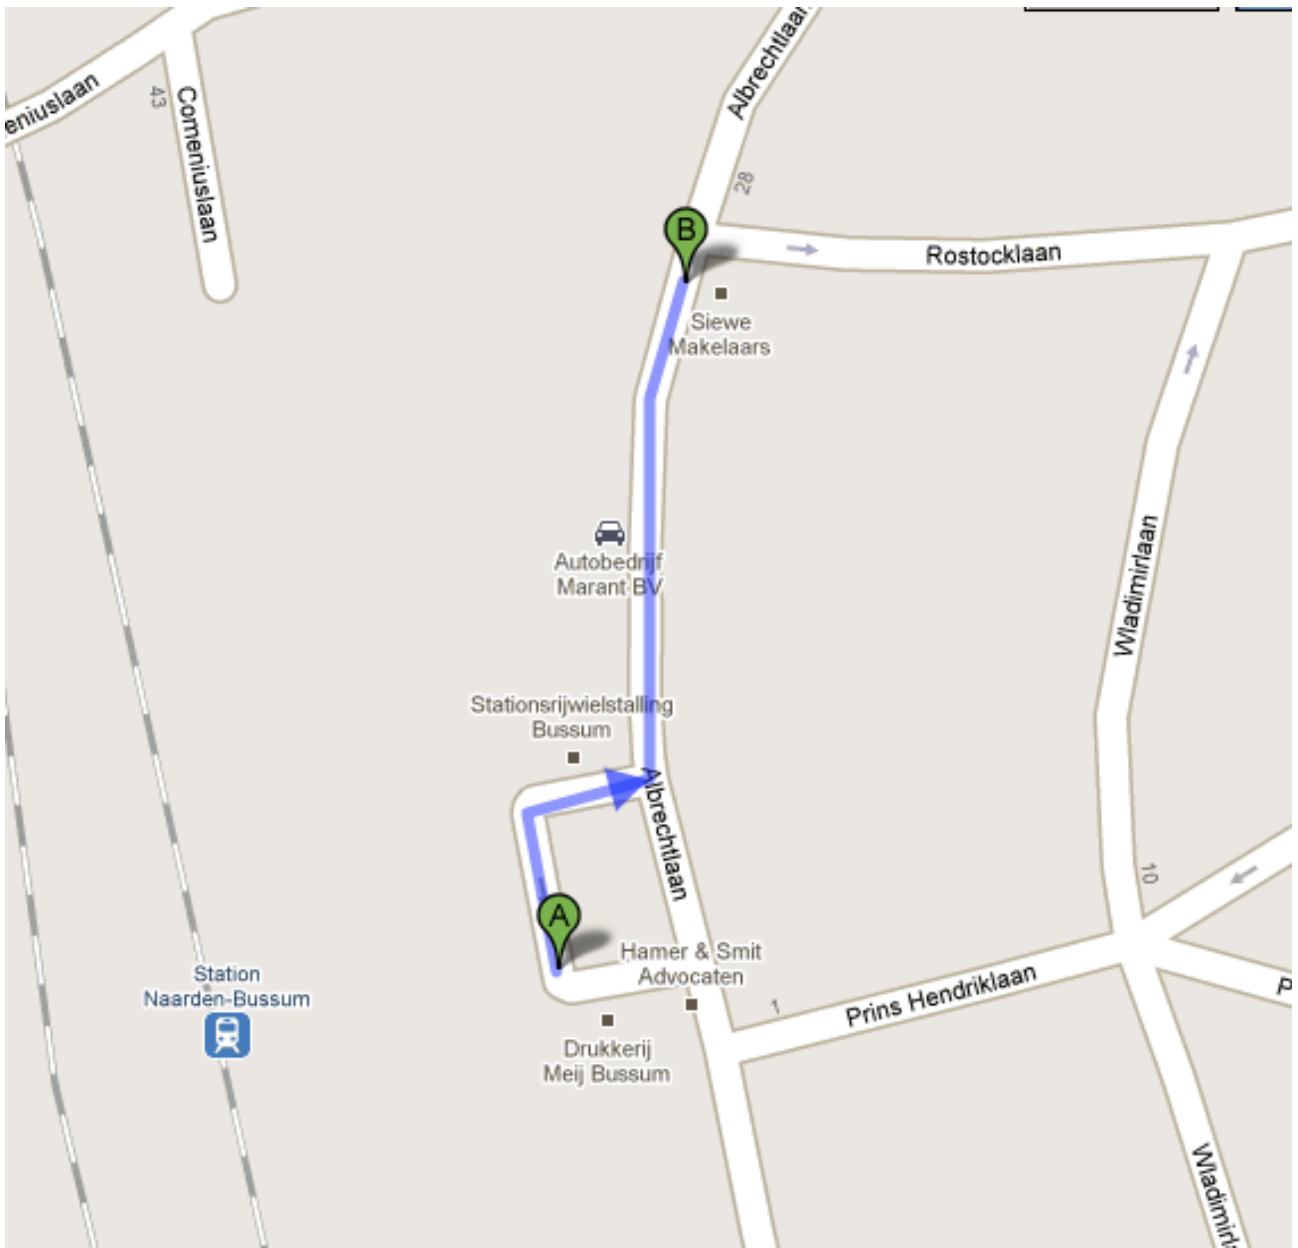 Albrechtlaan
eniuslaan
43
Comeniuslaan
28
B
Rostocklaan
Siewe
Makelaars
Autobedrijf
Marant BV
Wladimirlaan
Stationsrijwielstalling
Bussum
Albrechtlaan
10
A
Hamer & Smit
Advocaten
Station
Naarden-Bussum
1
Prins Hendriklaan
P
Drukkerij
Meij Bussum
Wladimirl